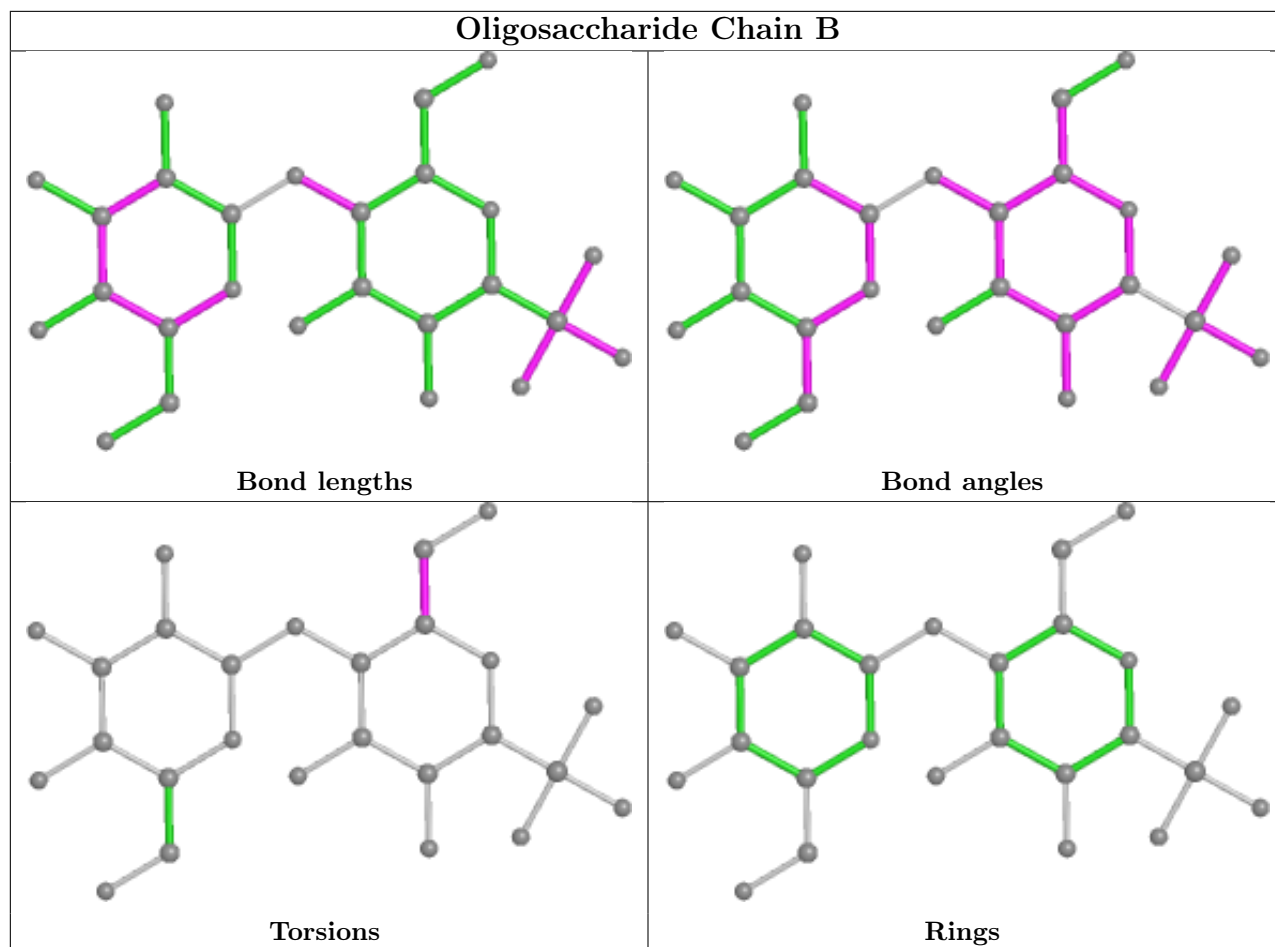 Oligosaccharide Chain B
Bond lengths
Bond angles
Torsions
Rings